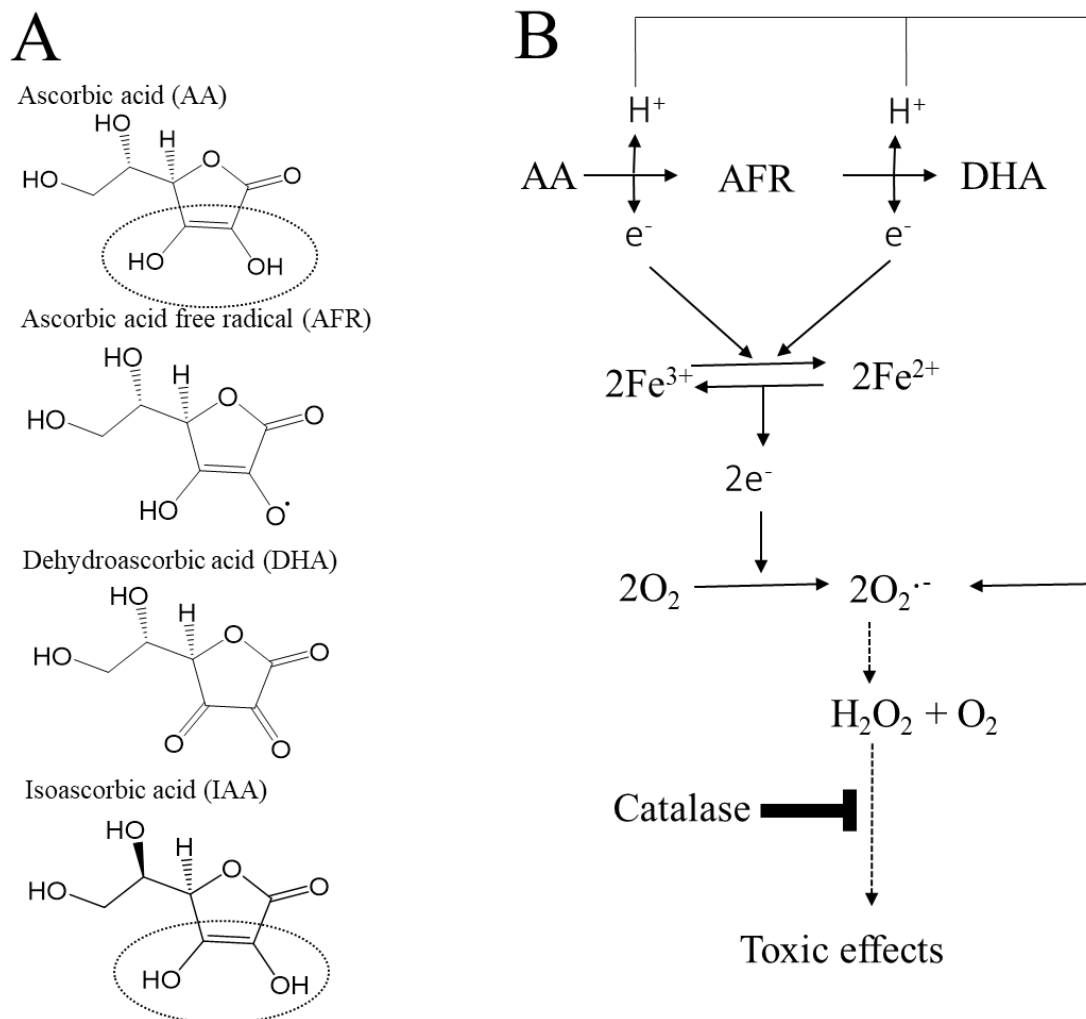 A
Ascorbic acid (AA)
HO
H
O
O
HO
HO
OH
Ascorbic acid free radical (AFR)
HO
H
O
O
HO
HO
O·
Dehydroascorbic acid (DHA)
HO
H
O
O
HO
O
O
Isoascorbic acid (IAA)
HO
H
O
O
HO
HO
OH
B
H⁺
H⁺
AA
AFR
DHA
e⁻
e⁻
2Fe³⁺
2Fe²⁺
2e⁻
2O₂
2O₂·⁻
H₂O₂ + O₂
Catalase
Toxic effects